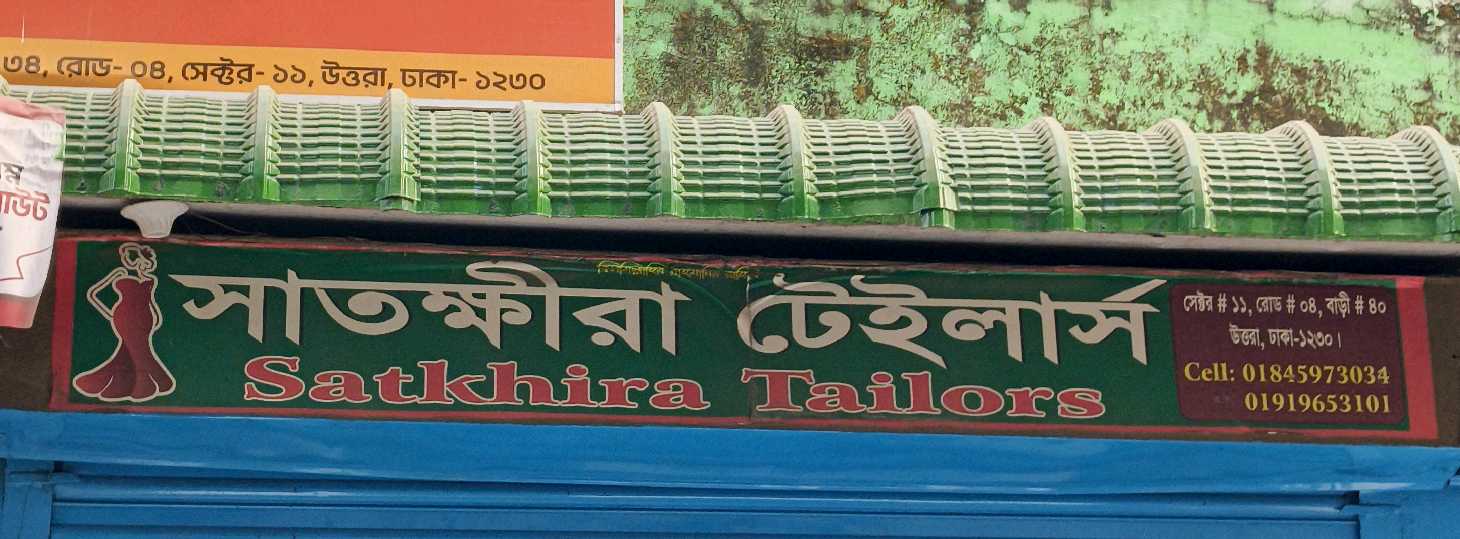 ৩৪, রোড- ০৪, সেক্টর- ১১, উত্তরা, ঢাকা- ১২৩০
সাতক্ষীরা টেইলার্স
Satkhira Tailors
সেক্টর # ১১, রোড # ০৪, বাড়ী # ৪০
উত্তরা, ঢাকা-১২৩০।
Cell: 01845973034
01919653101